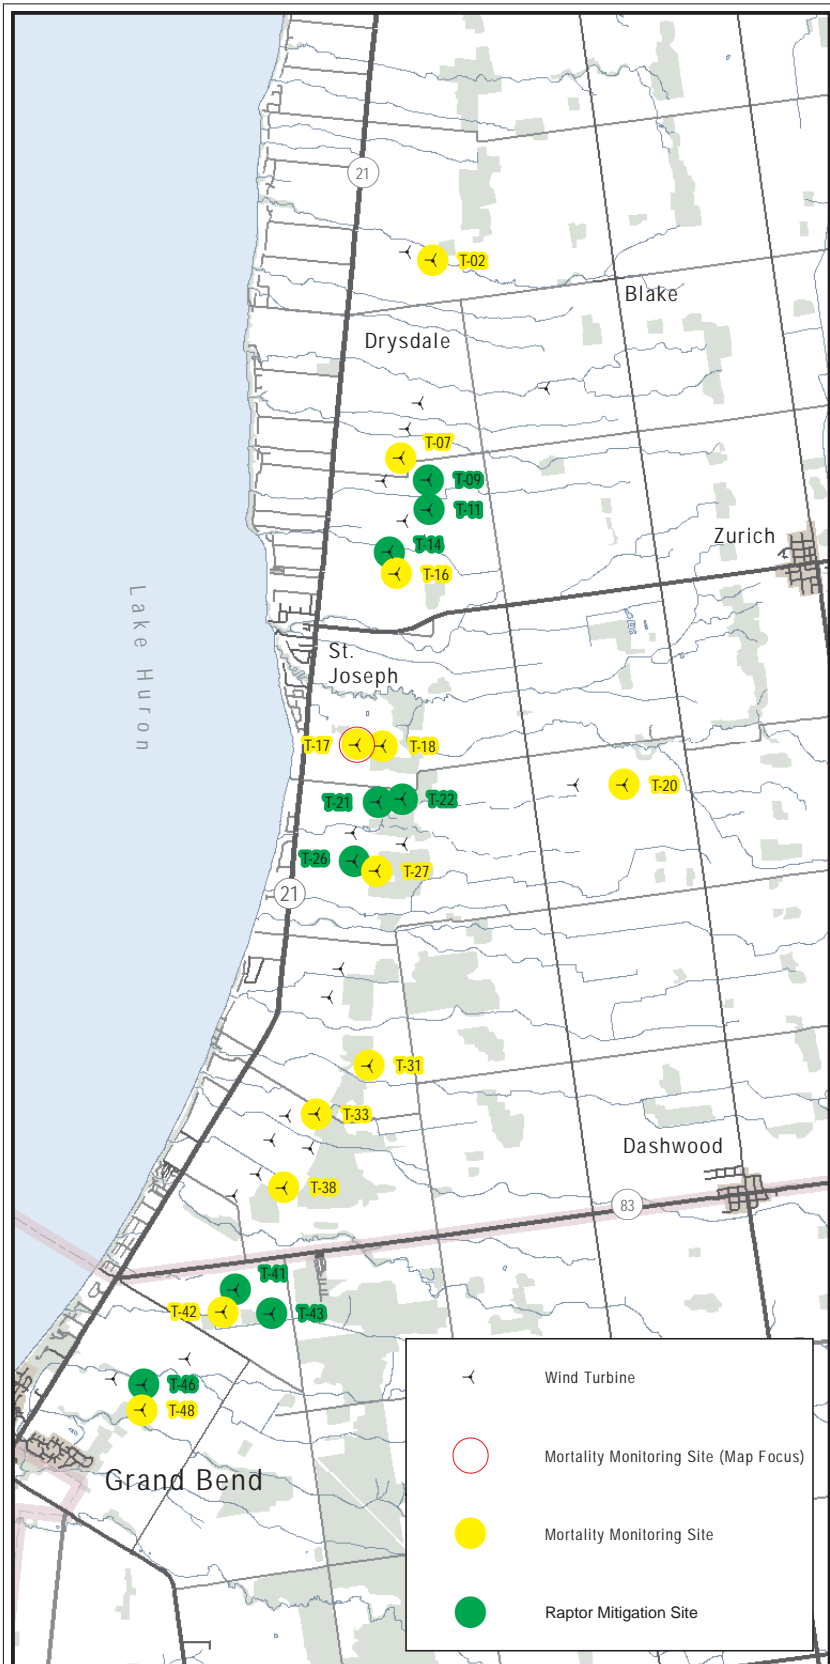 21
T-02
Blake
Drysdale
T-07
T-09
T-11
Zurich
T-14
T-16
Lake Huron
St.
Joseph
T-17
T-18
T-20
T-21
T-22
T-26
T-27
21
T-31
T-33
Dashwood
T-38
83
T-41
T-42
T-43
T-46
T-48
Grand Bend
Wind Turbine
Mortality Monitoring Site (Map Focus)
Mortality Monitoring Site
Raptor Mitigation Site